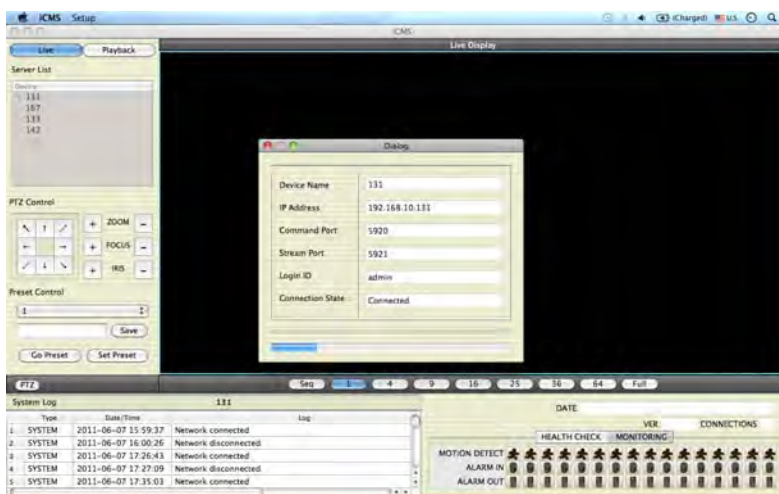 iCMS Setup (Charged) U.S.
iCMS
Live Playback
Live Display
Server List
Device
131
167
133
142
PTZ Control
ZOOM
FOCUS
IRIS
Preset Control
1
Save
Go Preset Set Preset
Dialog
Device Name 131
IP Address 192.168.10.131
Command Port 5920
Stream Port 5921
Login ID admin
Connection State Connected
PTZ Seq 1 4 9 16 25 36 64 Full
System Log 131
Type Date/Time Log
1 SYSTEM 2011-06-07 15:59:37 Network connected
2 SYSTEM 2011-06-07 16:00:26 Network disconnected
3 SYSTEM 2011-06-07 17:26:43 Network connected
4 SYSTEM 2011-06-07 17:27:09 Network disconnected
5 SYSTEM 2011-06-07 17:35:03 Network connected
DATE
VER. CONNECTIONS
HEALTH CHECK MONITORING
MOTION DETECT
ALARM IN
ALARM OUT